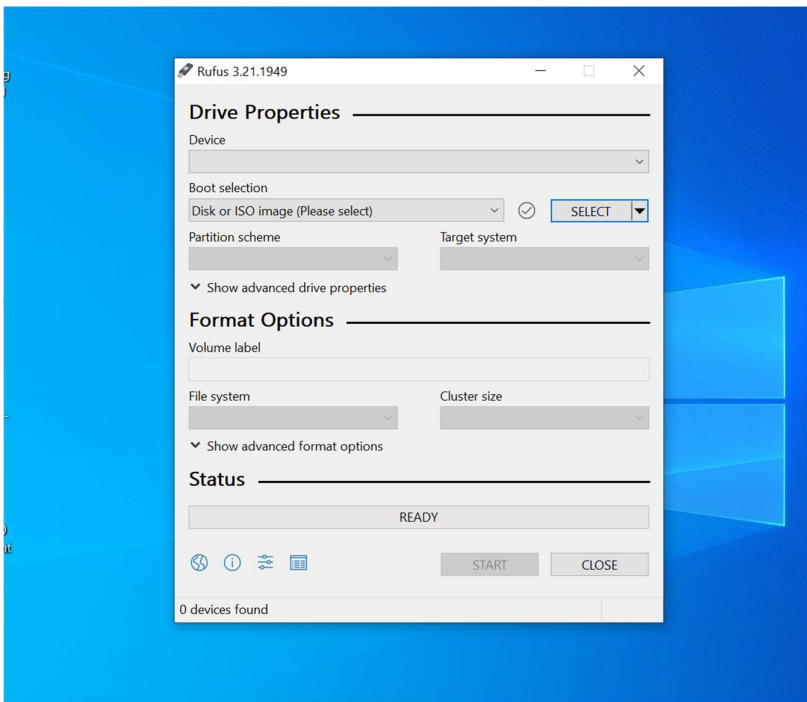 Rufus 3.21.1949
Drive Properties
Device
Boot selection
Disk or ISO image (Please select)
SELECT
Partition scheme
Target system
Show advanced drive properties
Format Options
Volume label
File system
Cluster size
Show advanced format options
Status
READY
START
CLOSE
0 devices found